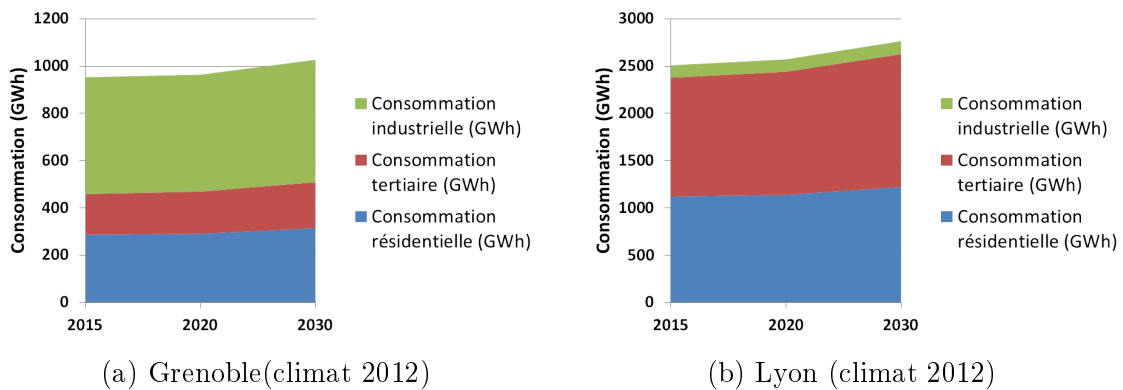 Consommation (GWh)
1200
1000
800
600
400
200
0
2015 2020 2030
Consommation
industrielle (GWh)
Consommation
tertiaire (GWh)
Consommation
résidentielle (GWh)
(a) Grenoble(climat 2012)
Consommation (GWh)
3000
2500
2000
1500
1000
500
0
2015 2020 2030
Consommation
industrielle (GWh)
Consommation
tertiaire (GWh)
Consommation
résidentielle (GWh)
(b) Lyon (climat 2012)